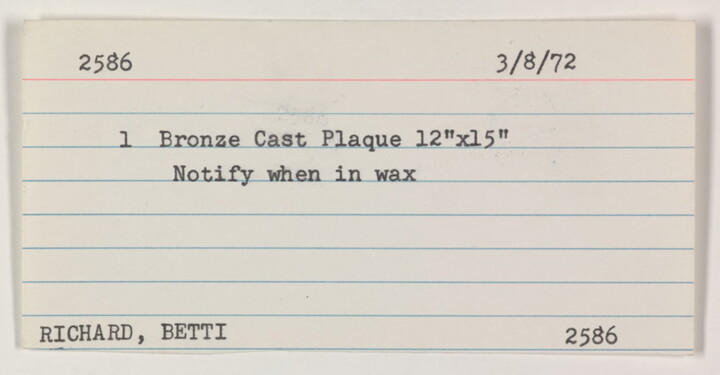 2586 3/8/72
1 Bronze Cast Plaque 12"x15"
Notify when in wax
RICHARD, BETTI 2586